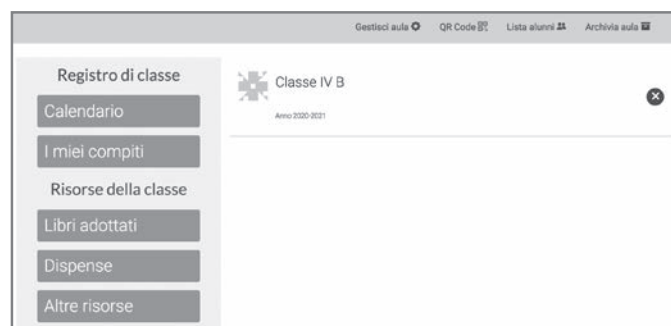 Gestisci aula QR Code Lista alunni Archivia aula
Registro di classe
Calendario
I miei compiti
Risorse della classe
Libri adottati
Dispense
Altre risorse
Classe IV B
Anno 2020-2021